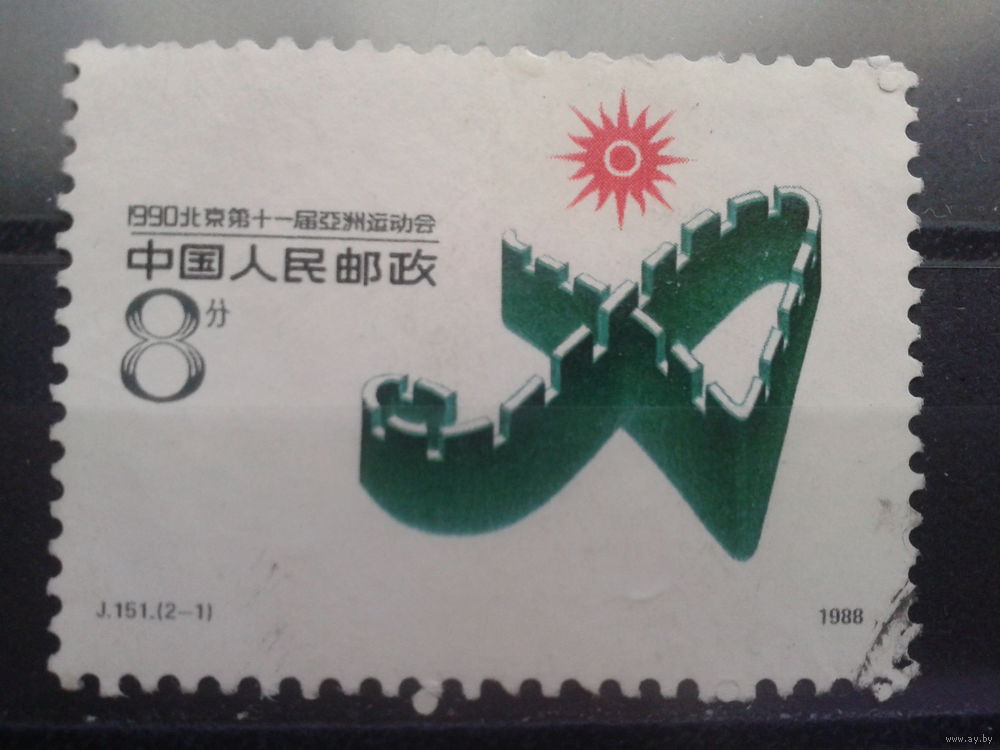 1990北京第十一届亞洲运动会
中国人民邮政
8分
J.151.(2-1)
1988
www.ay.by